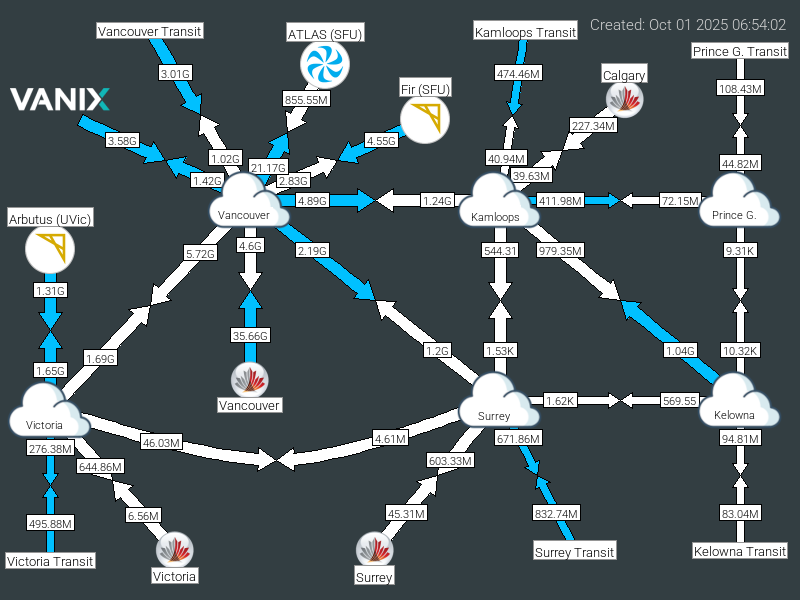 Created: Oct 01 2025 06:54:02
Vancouver Transit
ATLAS (SFU)
Kamloops Transit
Prince G. Transit
3.01G
474.46M
Calgary
Fir (SFU)
108.43M
VANIX
855.55M
227.34M
3.58G
4.55G
1.02G
40.94M
44.82M
21.17G
39.63M
1.42G
2.83G
4.89G
1.24G
411.98M
72.15M
Vancouver
Kamloops
Prince G.
Arbutus (UVic)
5.72G
4.6G
2.19G
544.31
979.35M
9.31K
1.31G
35.66G
1.69G
1.2G
1.53K
1.04G
10.32K
1.65G
Vancouver
1.62K
569.55
Victoria
Surrey
Kelowna
276.38M
46.03M
4.61M
671.86M
94.81M
644.86M
603.33M
495.88M
6.56M
45.31M
832.74M
83.04M
Victoria Transit
Victoria
Surrey
Surrey Transit
Kelowna Transit